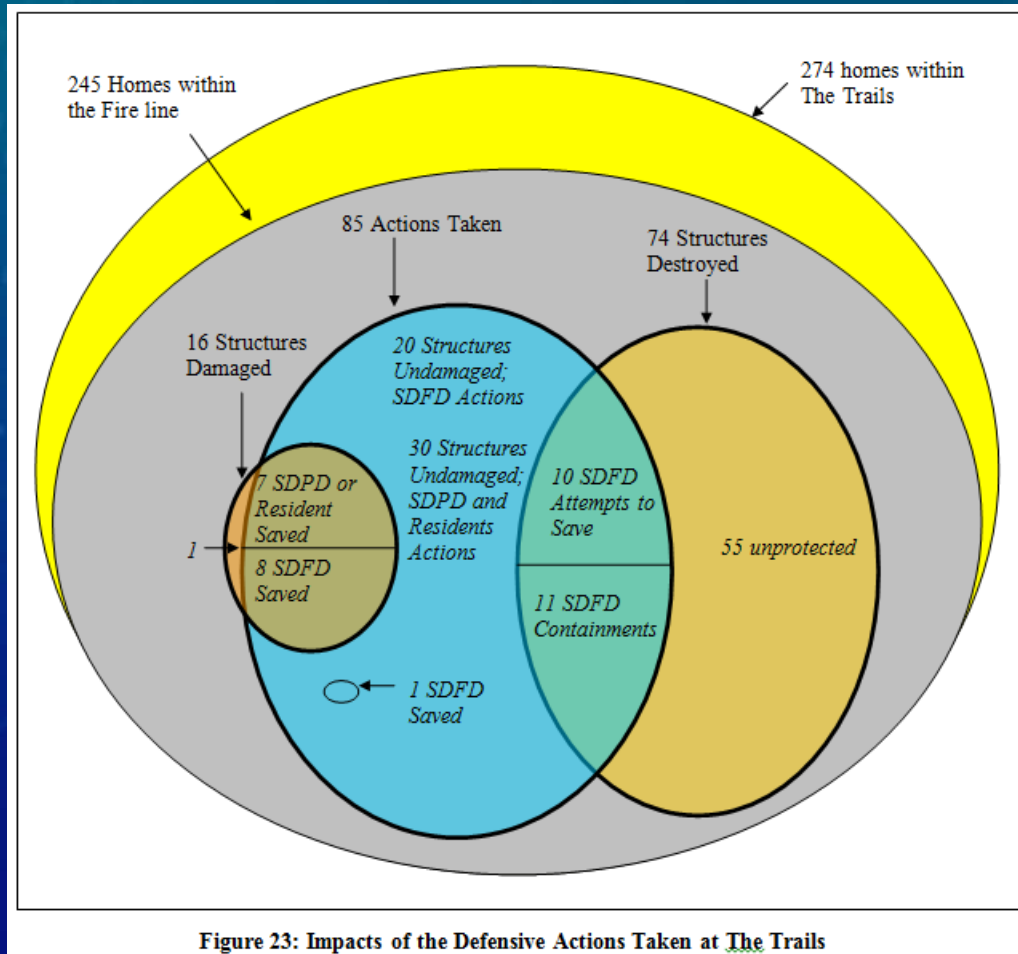 245 Homes within
the Fire line
274 homes within
The Trails
85 Actions Taken
74 Structures
Destroyed
16 Structures
Damaged
20 Structures
Undamaged;
SDFD Actions
30 Structures
Undamaged;
SDPD and
Residents
Actions
7 SDPD or
Resident
Saved
1
8 SDFD
Saved
10 SDFD
Attempts to
Save
55 unprotected
11 SDFD
Containments
1 SDFD
Saved
Figure 23: Impacts of the Defensive Actions Taken at The Trails